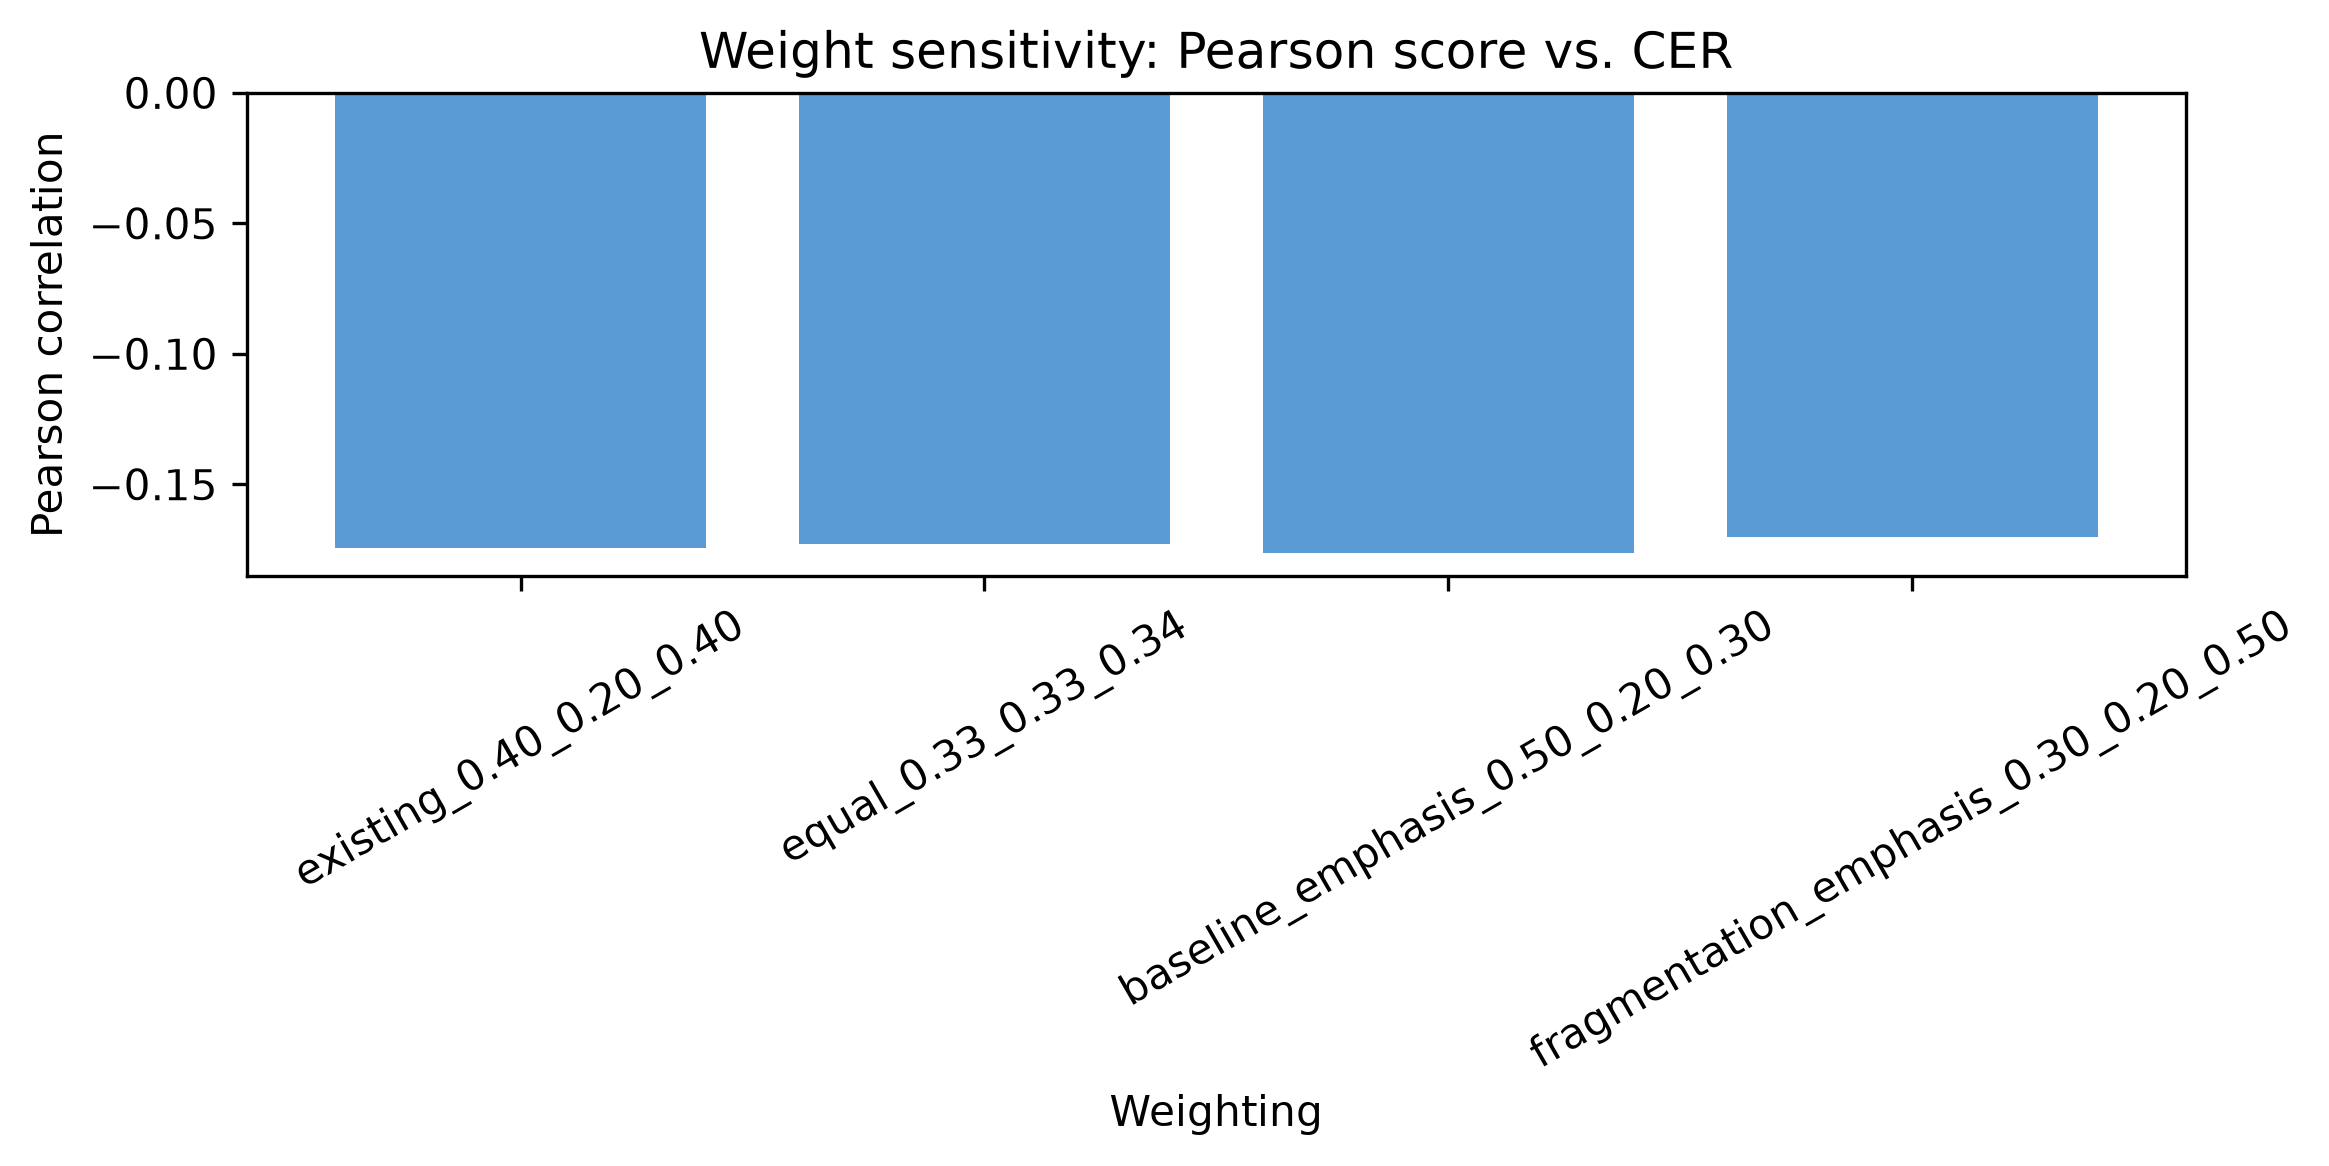 Weight sensitivity: Pearson score vs. CER
Pearson correlation
0.00
−0.05
−0.10
−0.15
existing_0.40_0.20_0.40
equal_0.33_0.33_0.34
baseline_emphasis_0.50_0.20_0.30
fragmentation_emphasis_0.30_0.20_0.50
Weighting